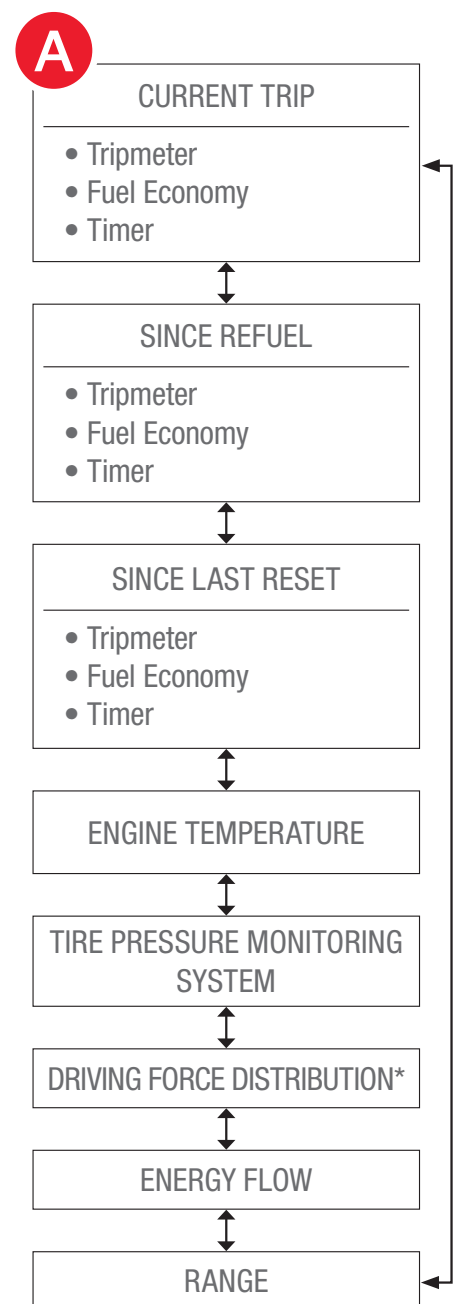 A
CURRENT TRIP
• Tripmeter
• Fuel Economy
• Timer
SINCE REFUEL
• Tripmeter
• Fuel Economy
• Timer
SINCE LAST RESET
• Tripmeter
• Fuel Economy
• Timer
ENGINE TEMPERATURE
TIRE PRESSURE MONITORING
SYSTEM
DRIVING FORCE DISTRIBUTION*
ENERGY FLOW
RANGE